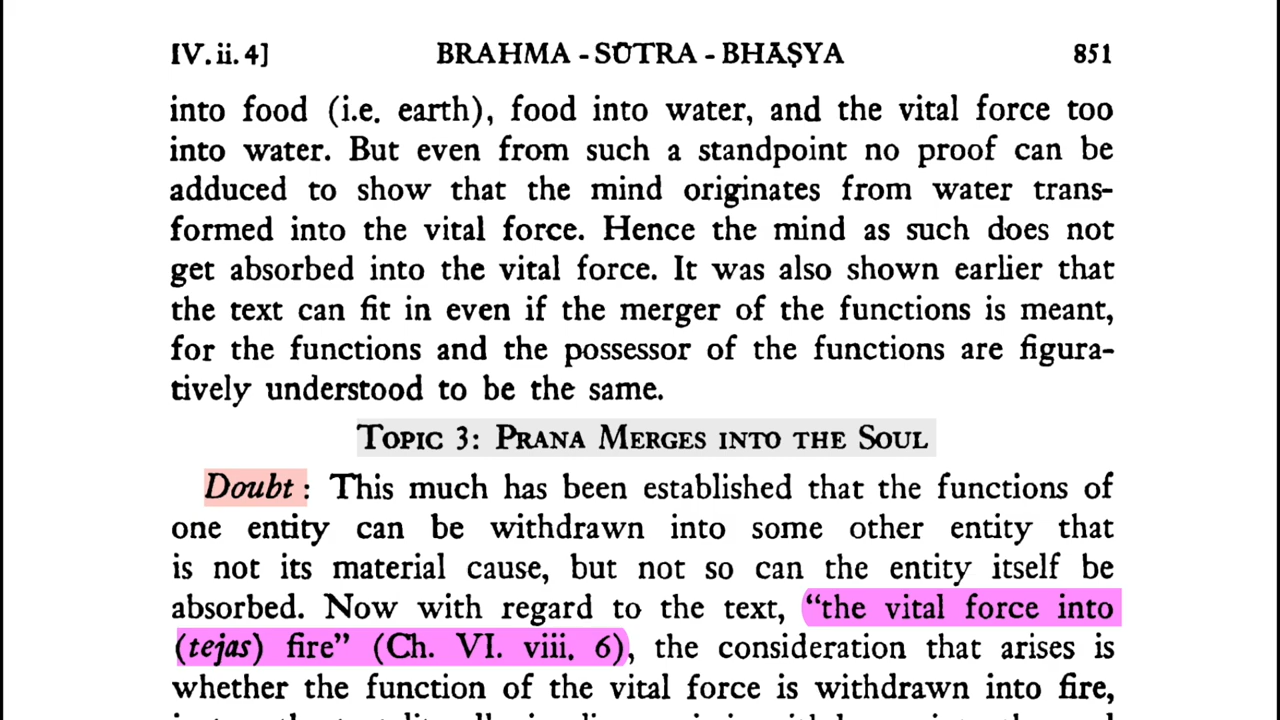 IV. ii. 4] BRAHMA - SŪTRA - BHĀṢYA 851
into food (i.e. earth), food into water, and the vital force too
into water. But even from such a standpoint no proof can be
adduced to show that the mind originates from water trans-
formed into the vital force. Hence the mind as such does not
get absorbed into the vital force. It was also shown earlier that
the text can fit in even if the merger of the functions is meant,
for the functions and the possessor of the functions are figura-
tively understood to be the same.
TOPIC 3: PRANA MERGES INTO THE SOUL
Doubt : This much has been established that the functions of
one entity can be withdrawn into some other entity that
is not its material cause, but not so can the entity itself be
absorbed. Now with regard to the text, “the vital force into
(tejas) fire” (Ch. VI. viii. 6), the consideration that arises is
whether the function of the vital force is withdrawn into fire,